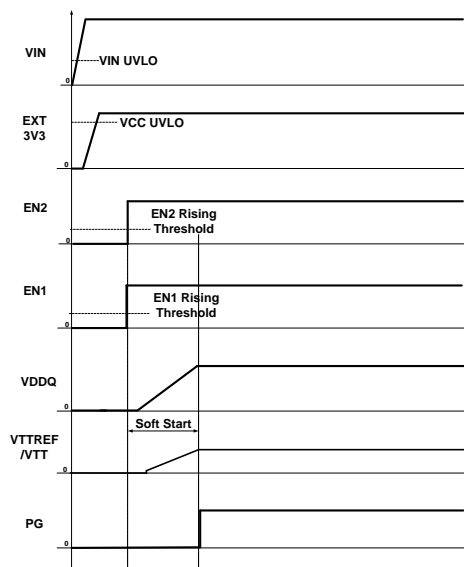 VIN
VIN UVLO
0
EXT
3V3
VCC UVLO
0
EN2
EN2 Rising
Threshold
0
EN1
EN1 Rising
Threshold
0
VDDQ
0
Soft Start
VTTREF
/VTT
0
PG
0